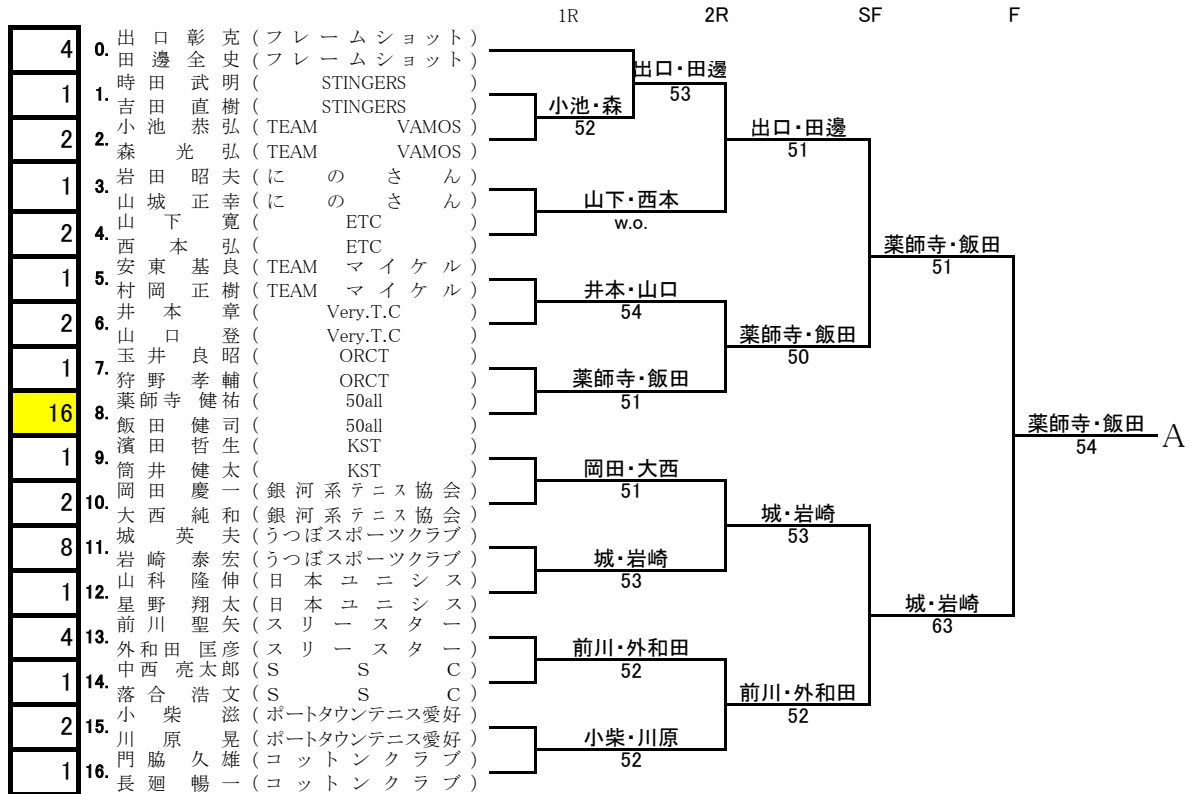 1R 2R SF F
4 0. 出口彰克(フレームショット)
田邊全史(フレームショット)
1 1. 時田武明(STINGERS)
吉田直樹(STINGERS)
2 2. 小池恭弘(TEAM VAMOS)
森光弘(TEAM VAMOS)
1 3. 岩田昭夫(にのさん)
山城正幸(にのさん)
2 4. 山下寛(ETC)
西本弘(ETC)
1 5. 安東基良(TEAM マイケル)
村岡正樹(TEAM マイケル)
2 6. 井本章(Very.T.C)
山口登(Very.T.C)
1 7. 玉井良昭(ORCT)
狩野孝輔(ORCT)
16 8. 薬師寺健祐(50all)
飯田健司(50all)
1 9. 濱田哲生(KST)
筒井健太(KST)
2 10. 岡田慶一(銀河系テニス協会)
大西純和(銀河系テニス協会)
8 11. 城英夫(うつぼスポーツクラブ)
岩崎泰宏(うつぼスポーツクラブ)
1 12. 山科隆伸(日本ユニシス)
星野翔太(日本ユニシス)
4 13. 前川聖矢(スリースター)
外和田匡彦(スリースター)
1 14. 中西亮太郎(SSC)
落合浩文(SSC)
2 15. 小柴滋(ポートタウンテニス愛好)
川原晃(ポートタウンテニス愛好)
1 16. 門脇久雄(コットンクラブ)
長廻暢一(コットンクラブ)
小池・森
52
山下・西本
w.o.
井本・山口
54
薬師寺・飯田
51
岡田・大西
51
城・岩崎
53
前川・外和田
52
小柴・川原
52
出口・田邊
53
出口・田邊
51
薬師寺・飯田
50
城・岩崎
53
前川・外和田
52
薬師寺・飯田
51
城・岩崎
63
薬師寺・飯田
54
A